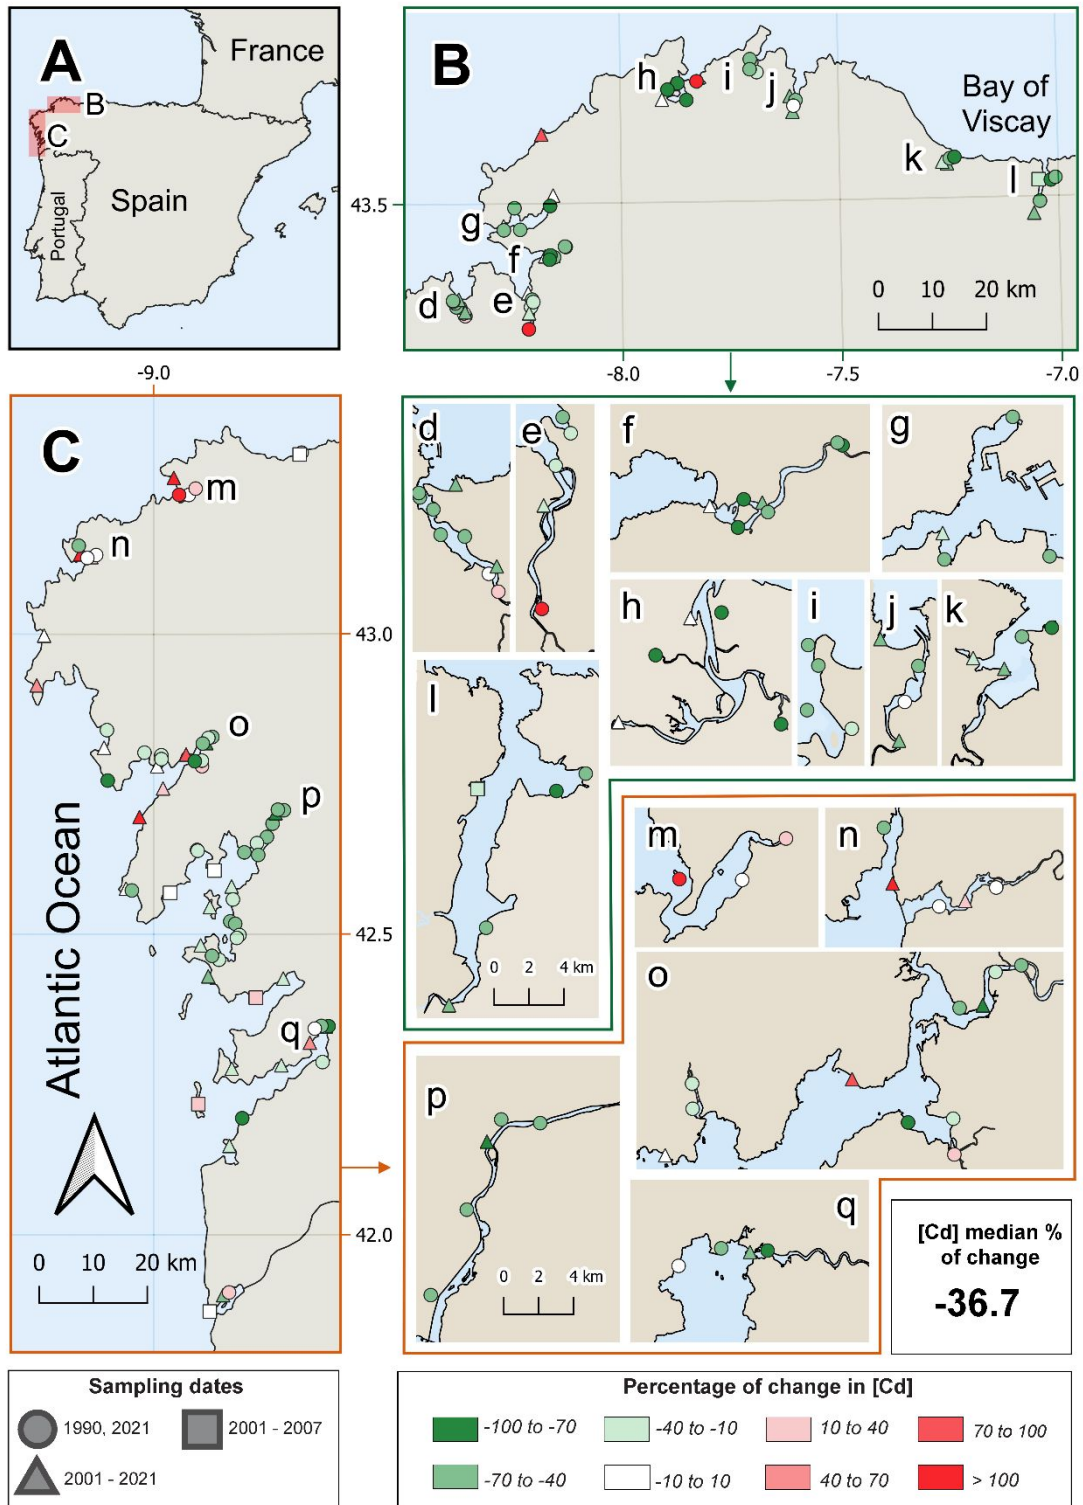 A
France
B
C
Portugal
Spain
B
h
i
j
Bay of
Viscay
k
l
43.5
g
f
d
e
0 10 20 km
-8.0
-7.5
-7.0
-9.0
C
m
n
43.0
o
p
Atlantic Ocean
42.5
q
42.0
0 10 20 km
d
e
f
g
h
i
j
k
l
0 2 4 km
m
n
o
p
0 2 4 km
q
[Cd] median %
of change
-36.7
Sampling dates
1990, 2021
2001 - 2007
2001 - 2021
Percentage of change in [Cd]
-100 to -70
-40 to -10
10 to 40
70 to 100
-70 to -40
-10 to 10
40 to 70
> 100